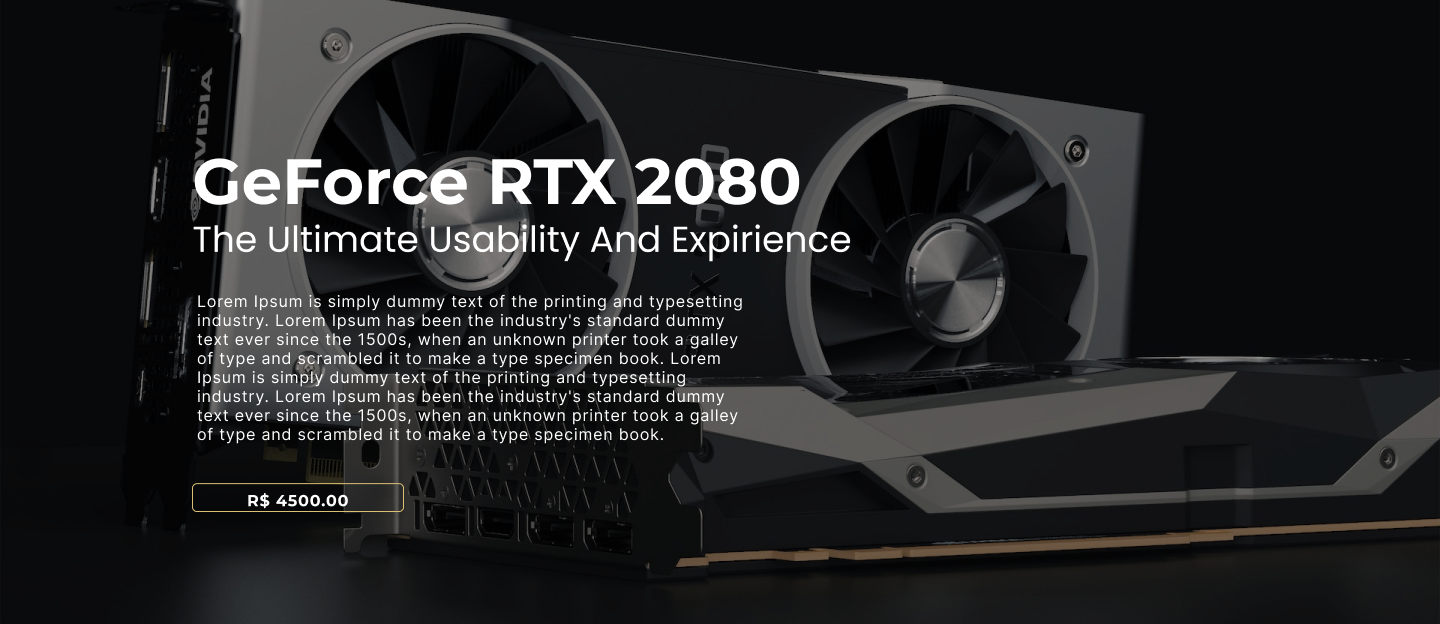 NVIDIA
GeForce RTX 2080
The Ultimate Usability And Expirience
Lorem Ipsum is simply dummy text of the printing and typesetting
industry. Lorem Ipsum has been the industry's standard dummy
text ever since the 1500s, when an unknown printer took a galley
of type and scrambled it to make a type specimen book. Lorem
Ipsum is simply dummy text of the printing and typesetting
industry. Lorem Ipsum has been the industry's standard dummy
text ever since the 1500s, when an unknown printer took a galley
of type and scrambled it to make a type specimen book.
R$ 4500.00